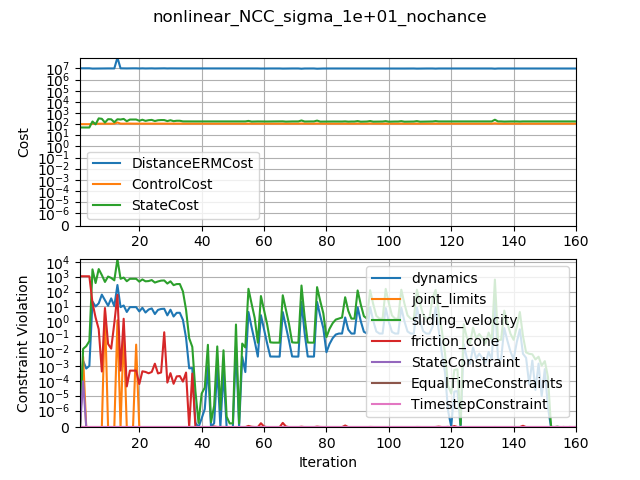 nonlinear_NCC_sigma_1e+01_nochance
Cost
10^7
10^6
10^5
10^4
10^3
10^2
10^1
10^0
10^-1
10^-2
10^-3
10^-4
10^-5
10^-6
0
DistanceERMCost
ControlCost
StateCost
20 40 60 80 100 120 140 160
Constraint Violation
10^4
10^3
10^2
10^1
10^0
10^-1
10^-2
10^-3
10^-4
10^-5
10^-6
0
dynamics
joint_limits
sliding_velocity
friction_cone
StateConstraint
EqualTimeConstraints
TimestepConstraint
20 40 60 80 100 120 140 160
Iteration